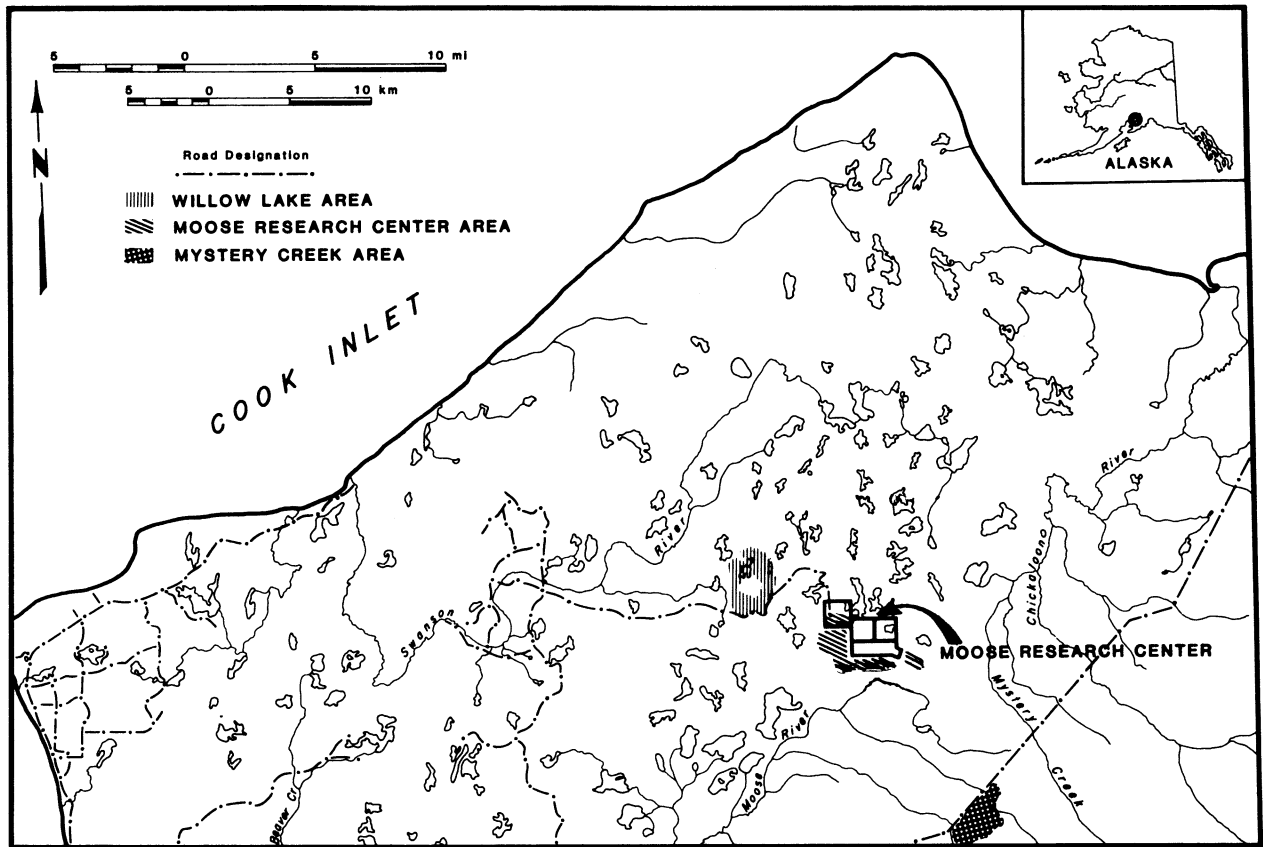 5 0 5 10 mi
5 0 5 10 km
N
Road Designation
WILLOW LAKE AREA
MOOSE RESEARCH CENTER AREA
MYSTERY CREEK AREA
ALASKA
COOK INLET
River
River
Chickaloono
Swanson
MOOSE RESEARCH CENTER
Mystery
Creek
Moose
River
Beaver Cr